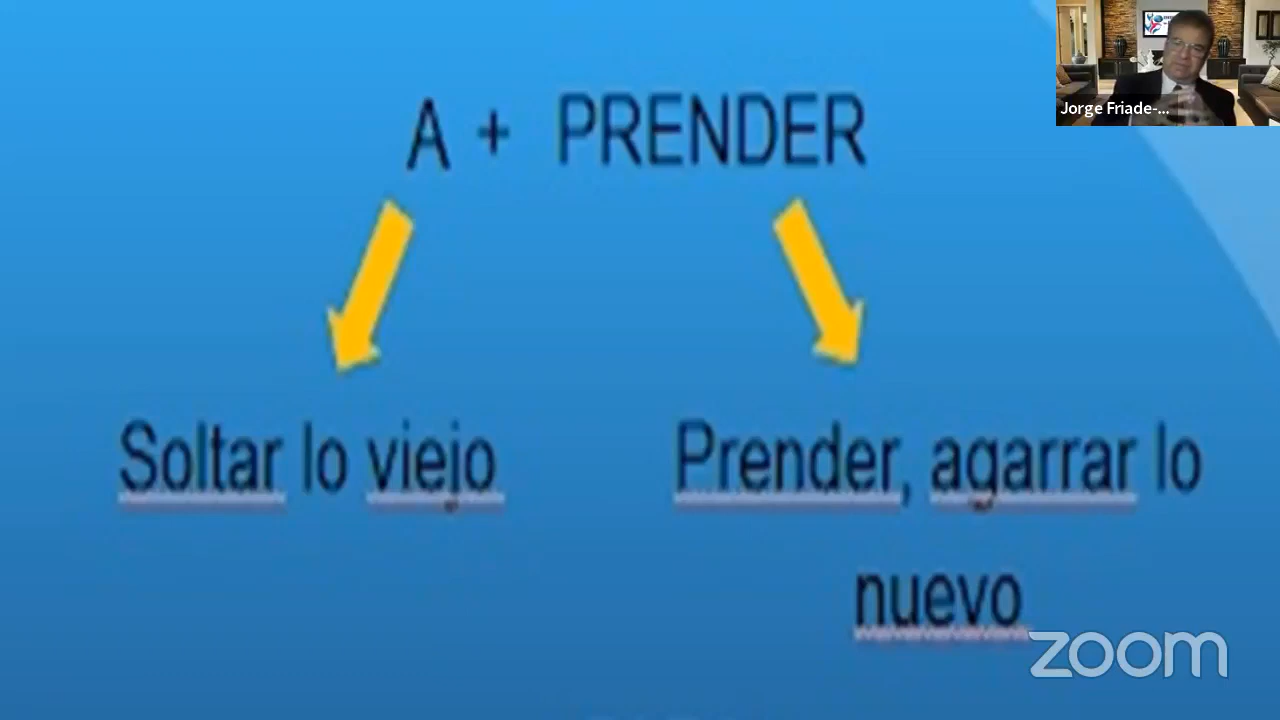 Jorge Friade-...
A + PRENDER
Soltar lo viejo
Prender, agarrar lo
nuevo
zoom